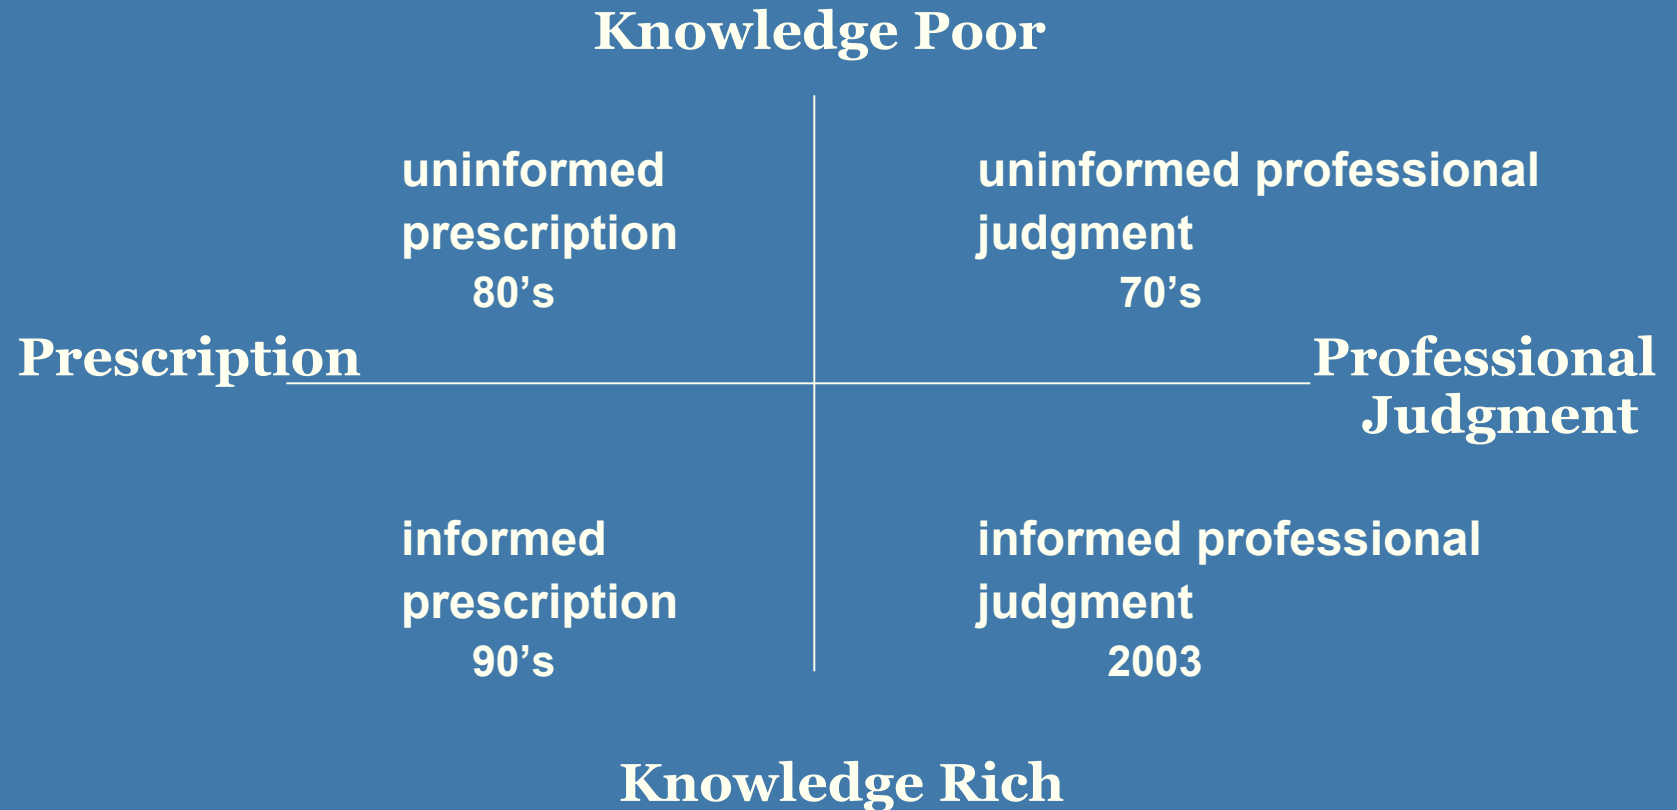 Knowledge Poor
uninformed
prescription
80’s
uninformed professional
judgment
70’s
Prescription
Professional
Judgment
informed
prescription
90’s
informed professional
judgment
2003
Knowledge Rich